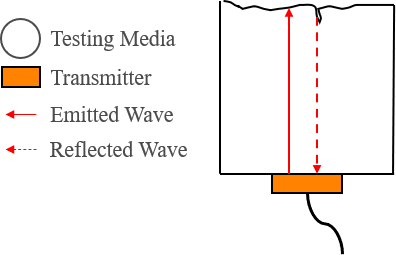 Testing Media
Transmitter
Emitted Wave
Reflected Wave